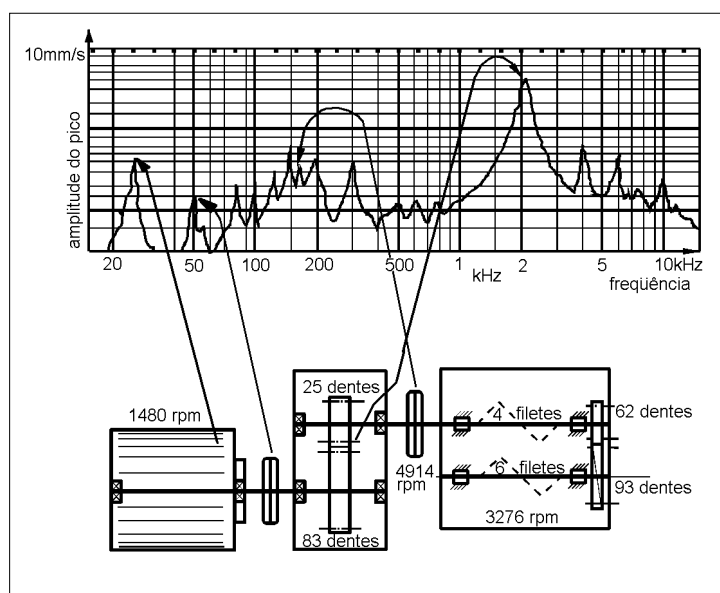 10mm/s
amplitude do pico
20 50 100 200 500 1 2 5 10kHz
kHz
freqüência
25 dentes
1480 rpm
4 filetes
62 dentes
4914
rpm
6 filetes
93 dentes
3276 rpm
83 dentes